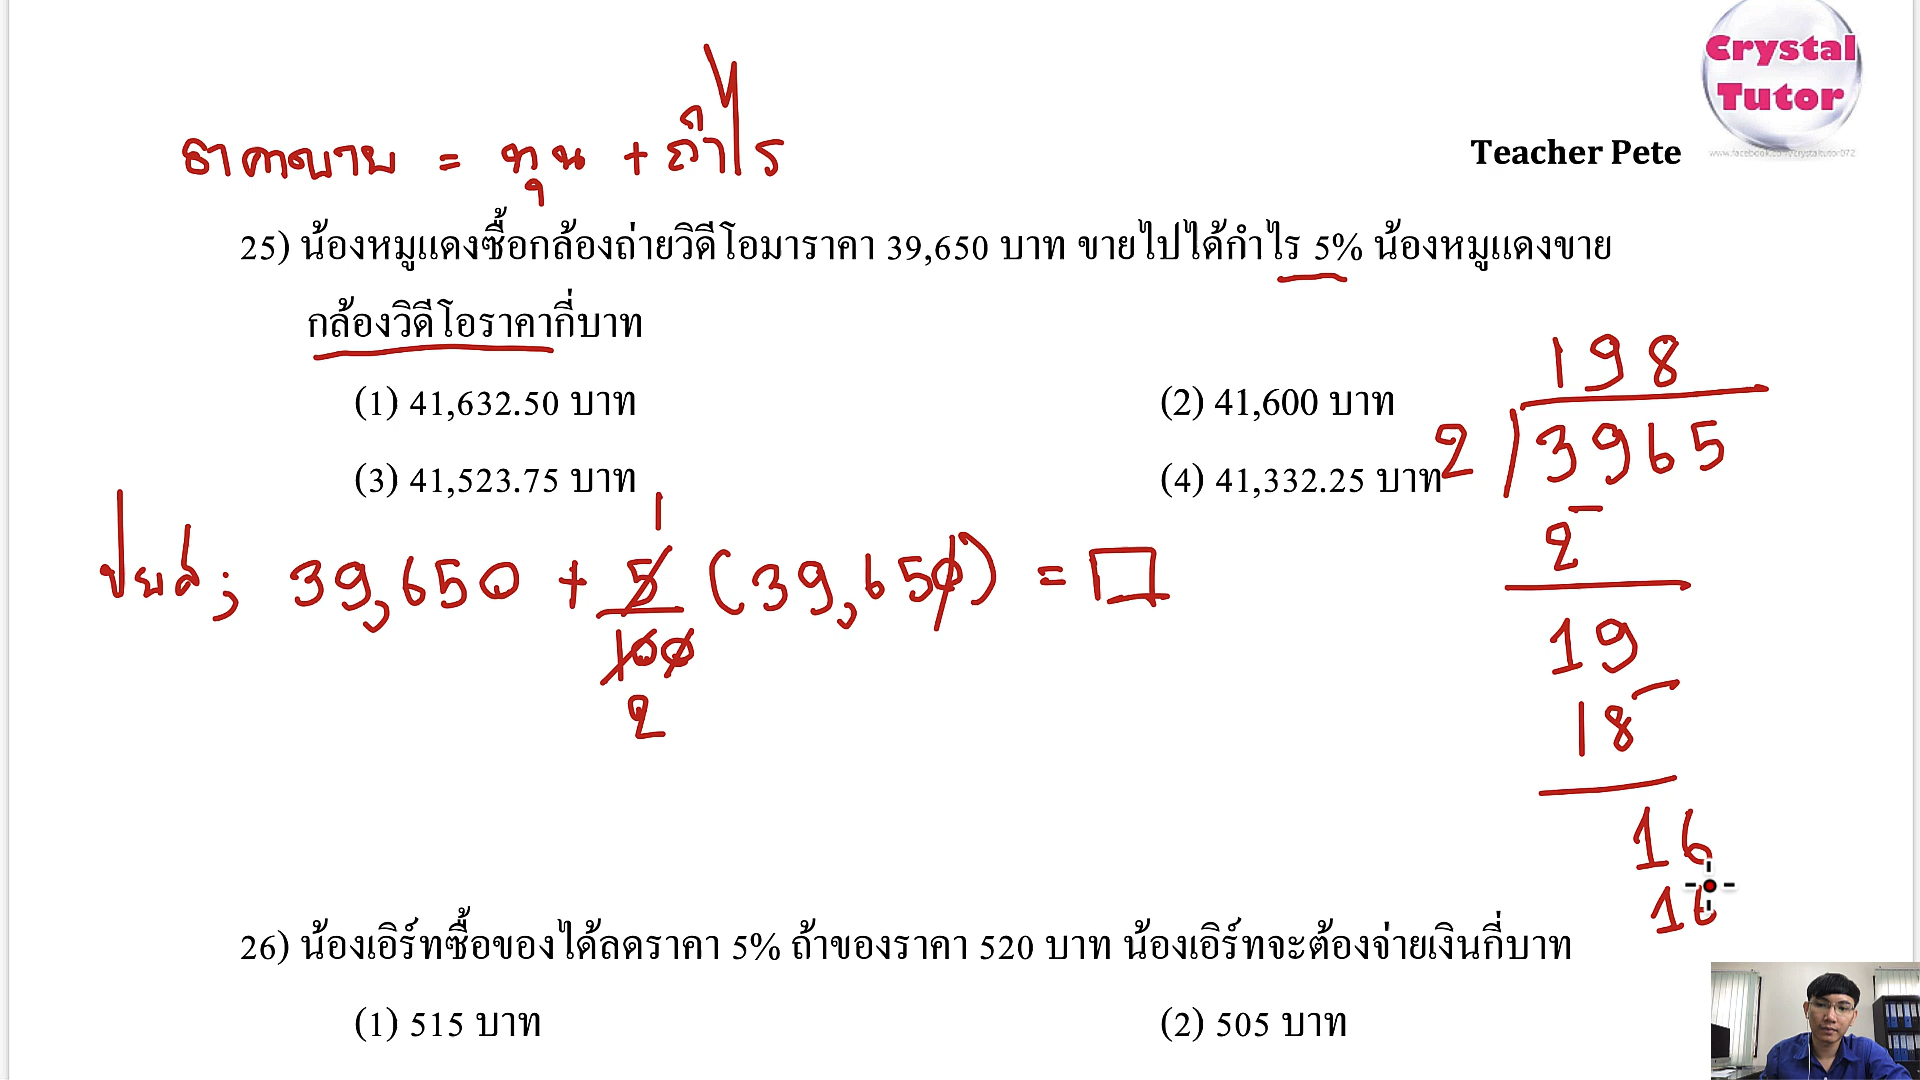 Crystal
Tutor
www.facebook.com/crystaltutor072
Teacher Pete
ราคาขาย = ทุน + กำไร
25) น้องหมูแดงซื้อกล้องถ่ายวิดีโอมาราคา 39,650 บาท ขายไปได้กำไร 5% น้องหมูแดงขาย
กล้องวิดีโอราคากี่บาท
(1) 41,632.50 บาท
(2) 41,600 บาท
(3) 41,523.75 บาท
(4) 41,332.25 บาท
1
ปยส ; 39,650 + 5 (39,650) = □
100
2
198
2 3965
2
19
18
16
16
26) น้องเอิร์ทซื้อของได้ลดราคา 5% ถ้าของราคา 520 บาท น้องเอิร์ทจะต้องจ่ายเงินกี่บาท
(1) 515 บาท
(2) 505 บาท